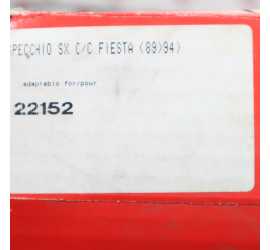 PECCHIO SX C/C FIESTA (89>94)
adaptable for/pour
22152